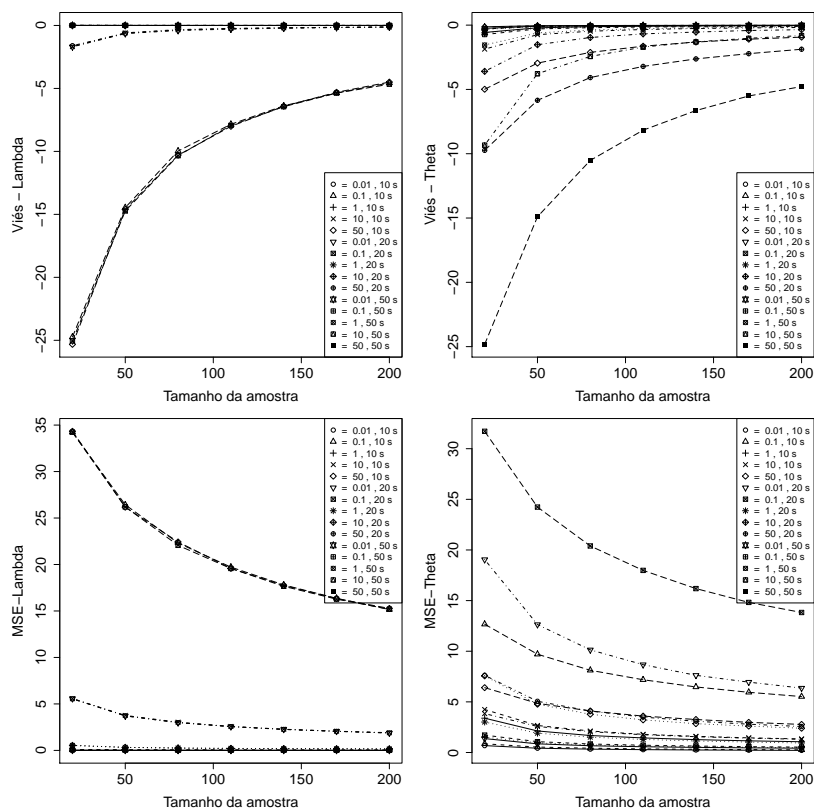 Viés − Lambda
0
−5
−10
−15
−20
−25
50
100
150
200
Tamanho da amostra
= 0.01 , 10 s
= 0.1 , 10 s
= 1 , 10 s
= 10 , 10 s
= 50 , 10 s
= 0.01 , 20 s
= 0.1 , 20 s
= 1 , 20 s
= 10 , 20 s
= 50 , 20 s
= 0.01 , 50 s
= 0.1 , 50 s
= 1 , 50 s
= 10 , 50 s
= 50 , 50 s
Viés − Theta
0
−5
−10
−15
−20
−25
50
100
150
200
Tamanho da amostra
= 0.01 , 10 s
= 0.1 , 10 s
= 1 , 10 s
= 10 , 10 s
= 50 , 10 s
= 0.01 , 20 s
= 0.1 , 20 s
= 1 , 20 s
= 10 , 20 s
= 50 , 20 s
= 0.01 , 50 s
= 0.1 , 50 s
= 1 , 50 s
= 10 , 50 s
= 50 , 50 s
MSE−Lambda
35
30
25
20
15
10
5
0
50
100
150
200
Tamanho da amostra
= 0.01 , 10 s
= 0.1 , 10 s
= 1 , 10 s
= 10 , 10 s
= 50 , 10 s
= 0.01 , 20 s
= 0.1 , 20 s
= 1 , 20 s
= 10 , 20 s
= 50 , 20 s
= 0.01 , 50 s
= 0.1 , 50 s
= 1 , 50 s
= 10 , 50 s
= 50 , 50 s
MSE−Theta
30
25
20
15
10
5
0
50
100
150
200
Tamanho da amostra
= 0.01 , 10 s
= 0.1 , 10 s
= 1 , 10 s
= 10 , 10 s
= 50 , 10 s
= 0.01 , 20 s
= 0.1 , 20 s
= 1 , 20 s
= 10 , 20 s
= 50 , 20 s
= 0.01 , 50 s
= 0.1 , 50 s
= 1 , 50 s
= 10 , 50 s
= 50 , 50 s